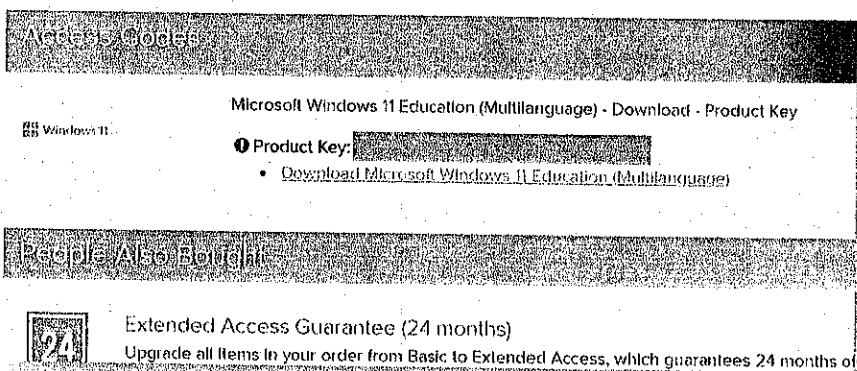 Access Codes
Microsoft Windows 11 Education (Multilanguage) - Download - Product Key
Windows 11
Product Key:
• Download Microsoft Windows 11 Education (Multilanguage)
People Also Bought
24
Extended Access Guarantee (24 months)
Upgrade all items in your order from Basic to Extended Access, which guarantees 24 months of